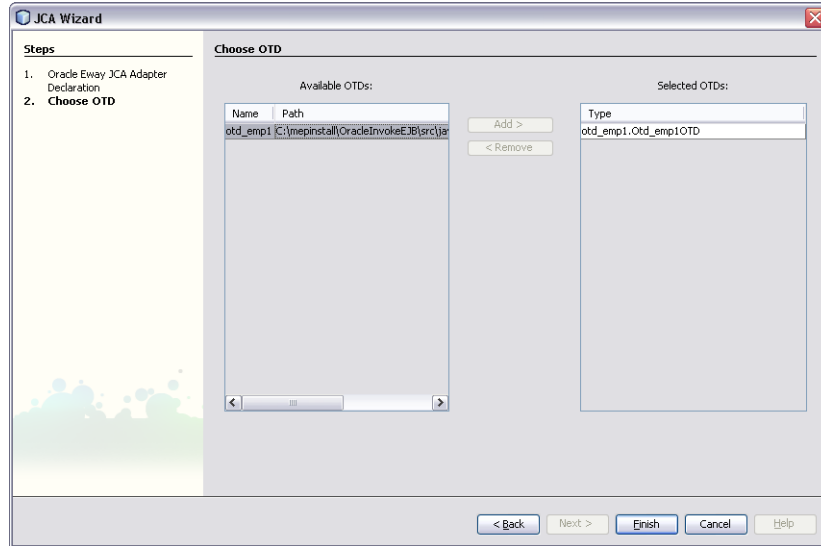 JCA Wizard
Steps
1. Oracle Eway JCA Adapter
Declaration
2. Choose OTD
Choose OTD
Available OTDs:
Name Path
otd_emp1 C:\mepinstall\OracleInvokeEJB\src\ja
Add >
< Remove
Selected OTDs:
Type
otd_emp1.Otd_emp1OTD
< Back
Next >
Finish
Cancel
Help